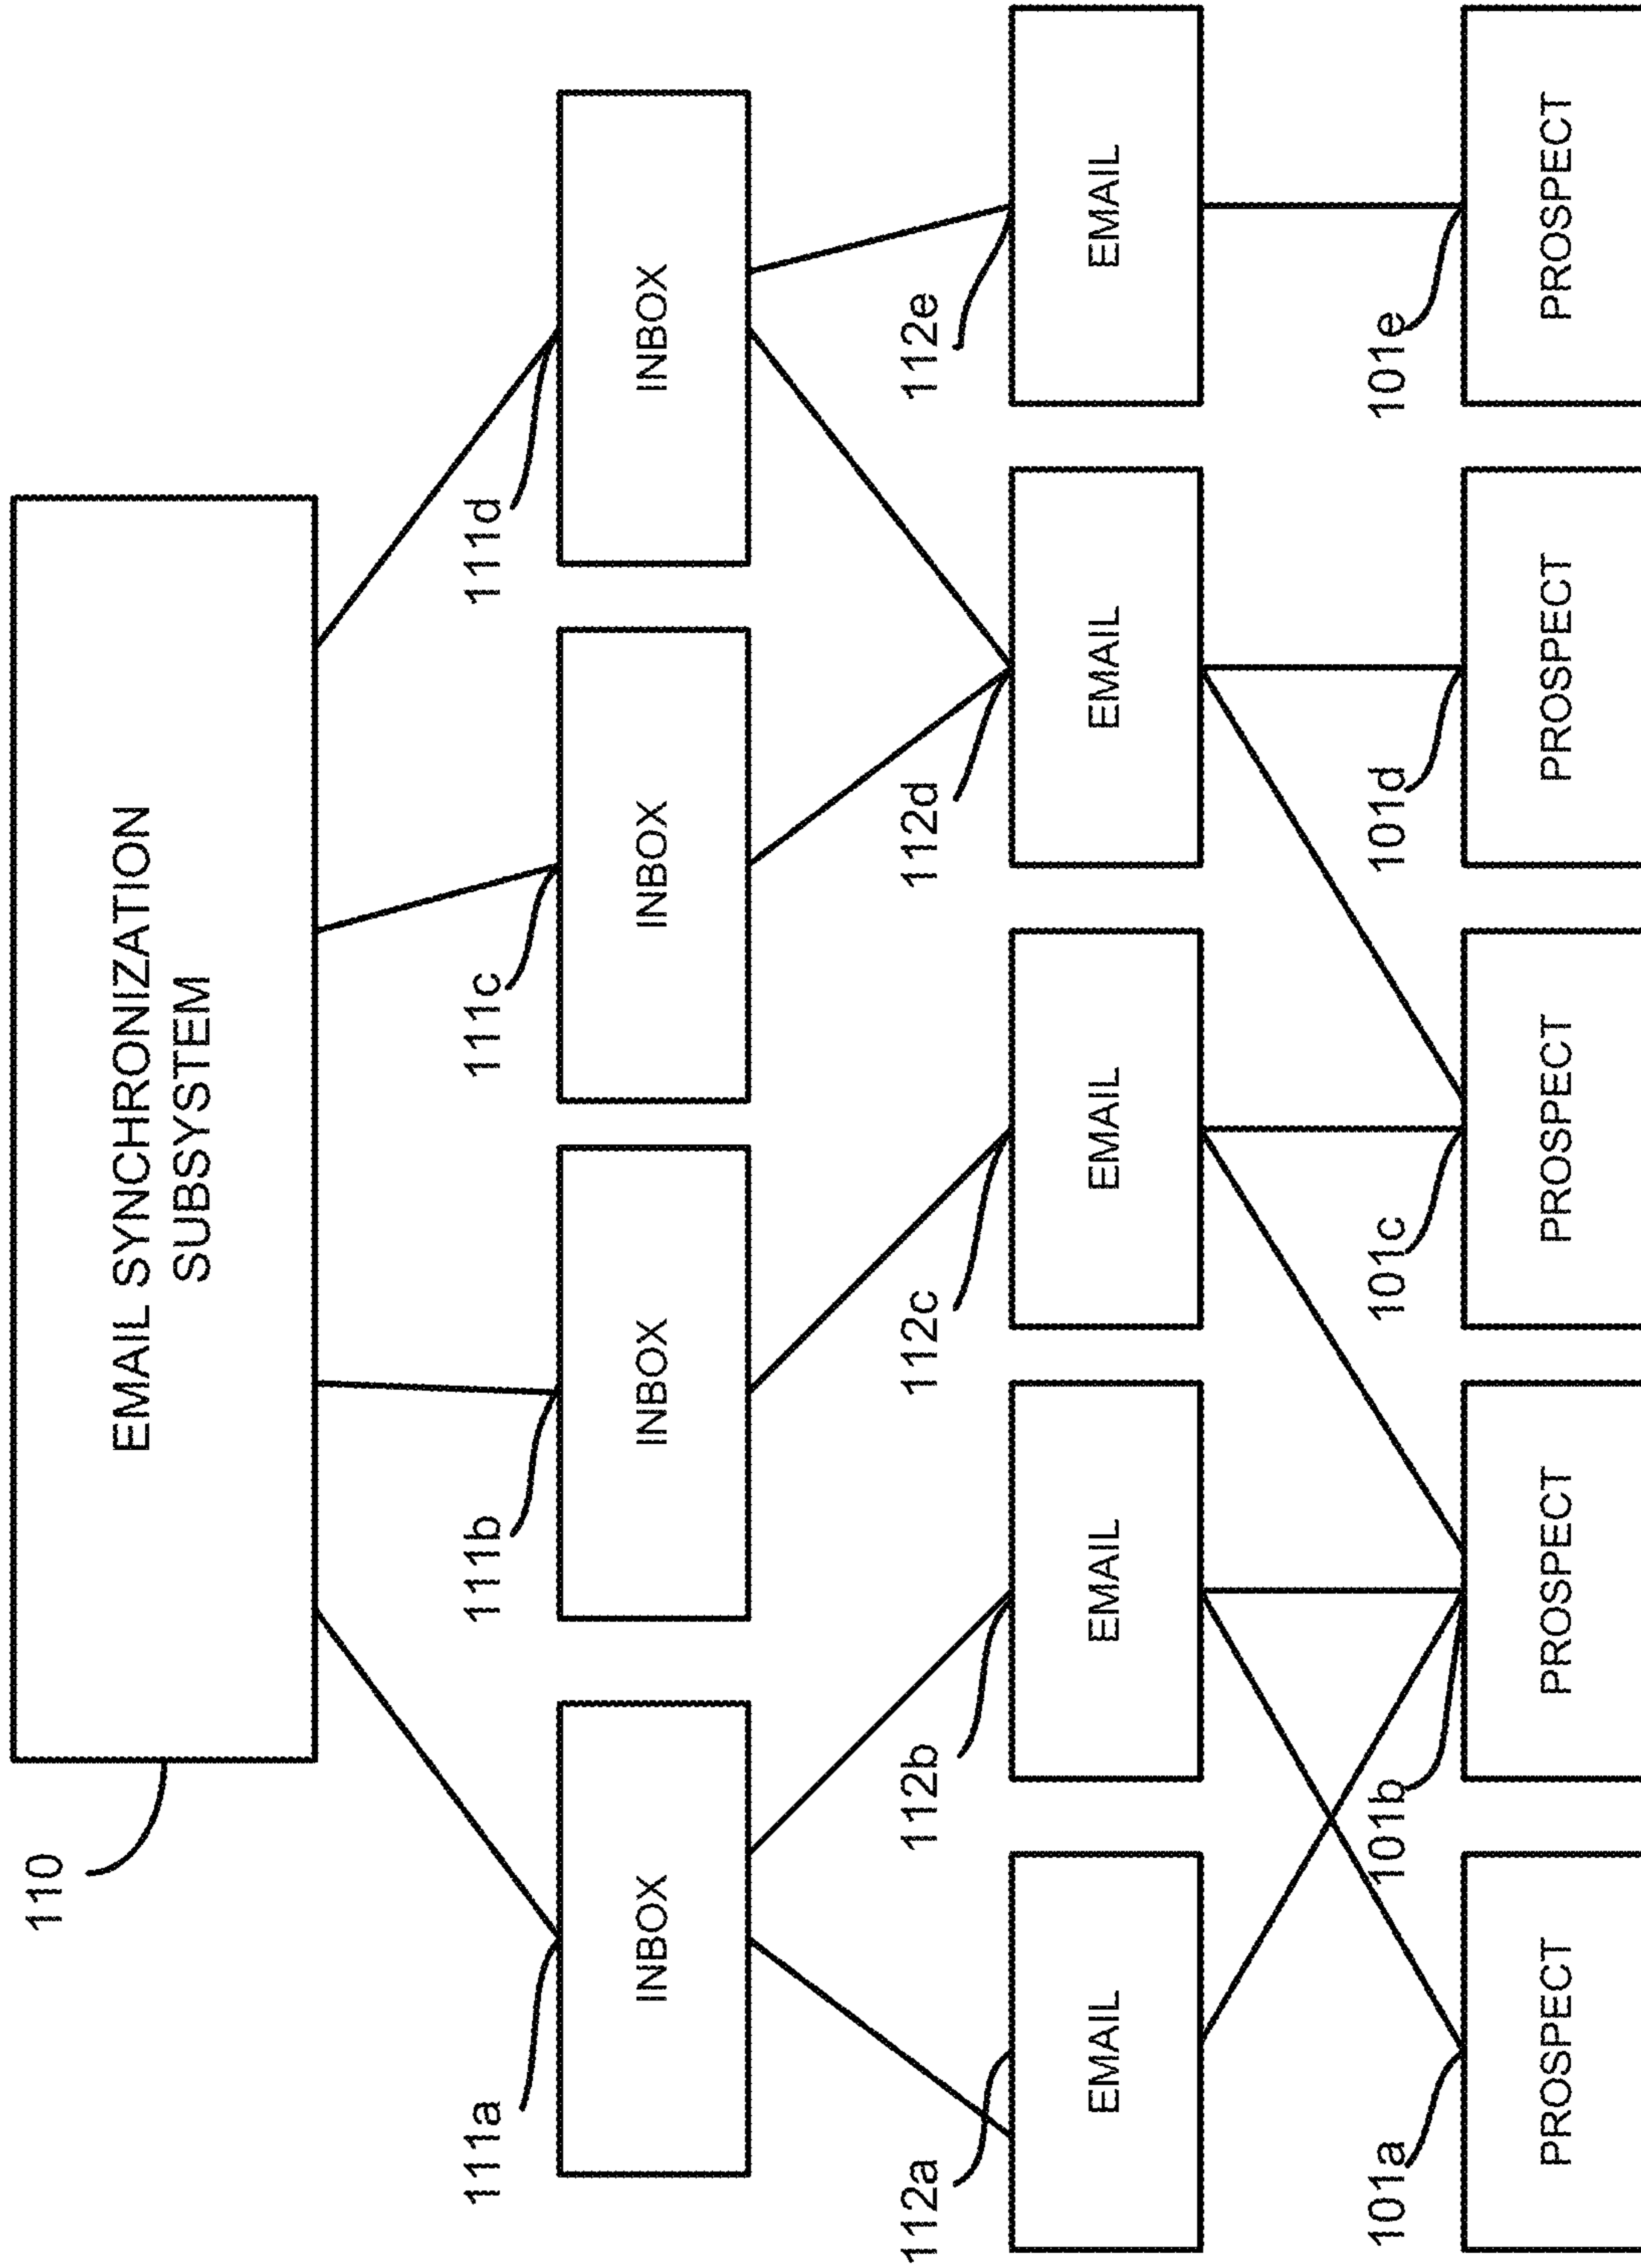 110
EMAIL SYNCHRONIZATION
SUBSYSTEM
111a
111b
111c
111d
INBOX
INBOX
INBOX
INBOX
112a
112b
112c
112d
112e
EMAIL
EMAIL
EMAIL
EMAIL
EMAIL
101a
101b
101c
101d
101e
PROSPECT
PROSPECT
PROSPECT
PROSPECT
PROSPECT